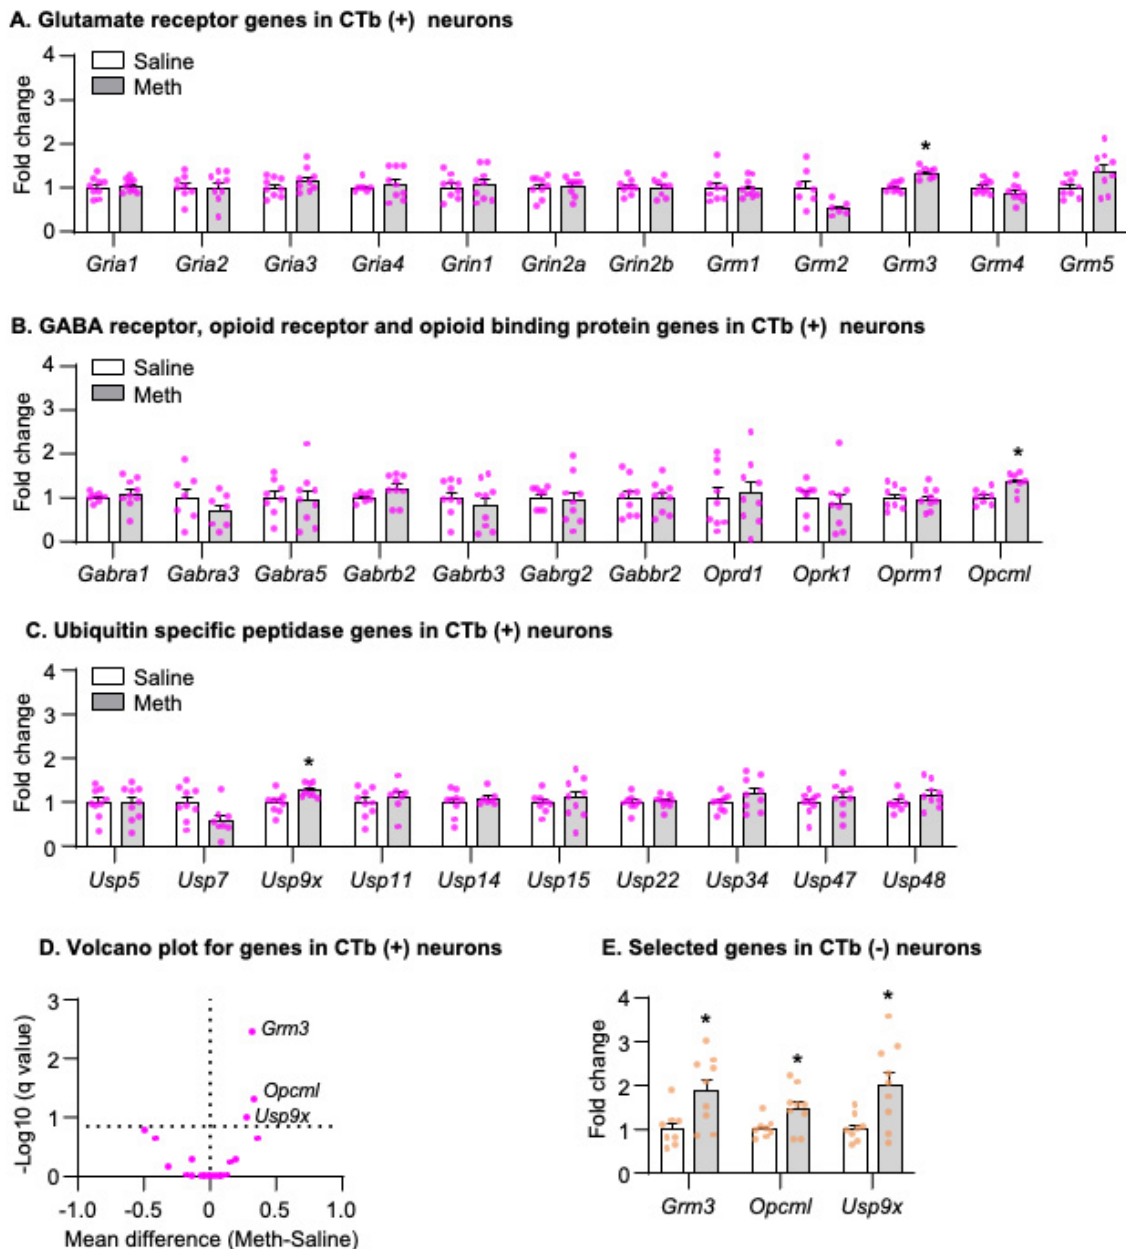 A. Glutamate receptor genes in CTb (+) neurons
Saline
Meth
Fold change
4
3
2
1
0
*
Gria1 Gria2 Gria3 Gria4 Grin1 Grin2a Grin2b Grm1 Grm2 Grm3 Grm4 Grm5
B. GABA receptor, opioid receptor and opioid binding protein genes in CTb (+) neurons
Saline
Meth
Fold change
4
3
2
1
0
*
Gabra1 Gabra3 Gabra5 Gabrb2 Gabrb3 Gabrg2 Gabbr2 Oprd1 Oprk1 Oprm1 Opcml
C. Ubiquitin specific peptidase genes in CTb (+) neurons
Saline
Meth
Fold change
4
3
2
1
0
*
Usp5 Usp7 Usp9x Usp11 Usp14 Usp15 Usp22 Usp34 Usp47 Usp48
D. Volcano plot for genes in CTb (+) neurons
-Log10 (q value)
3
2
1
0
Grm3
Opcml
Usp9x
-1.0 -0.5 0 0.5 1.0
Mean difference (Meth-Saline)
E. Selected genes in CTb (-) neurons
Fold change
4
3
2
1
0
* * *
Grm3 Opcml Usp9x